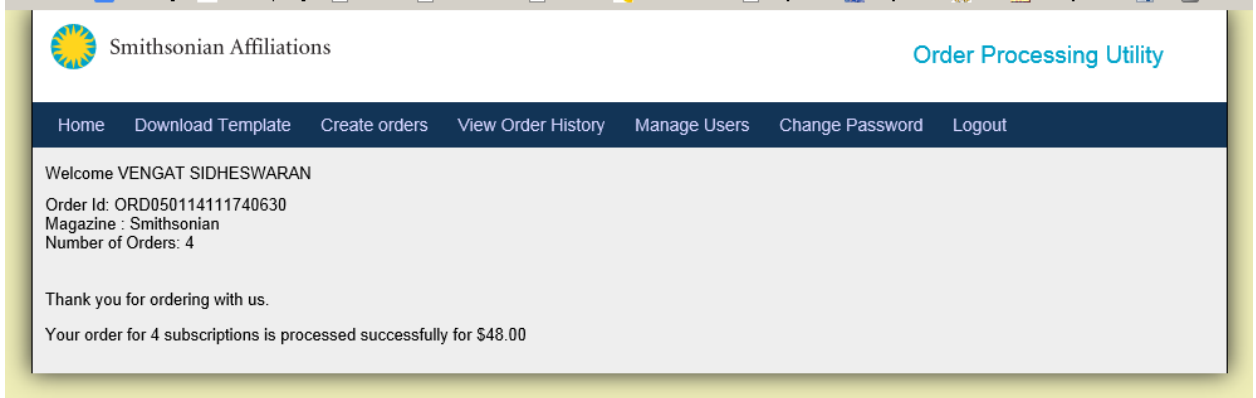 Smithsonian Affiliations
Order Processing Utility
Home Download Template Create orders View Order History Manage Users Change Password Logout
Welcome VENGAT SIDHESWARAN
Order Id: ORD050114111740630
Magazine : Smithsonian
Number of Orders: 4
Thank you for ordering with us.
Your order for 4 subscriptions is processed successfully for $48.00